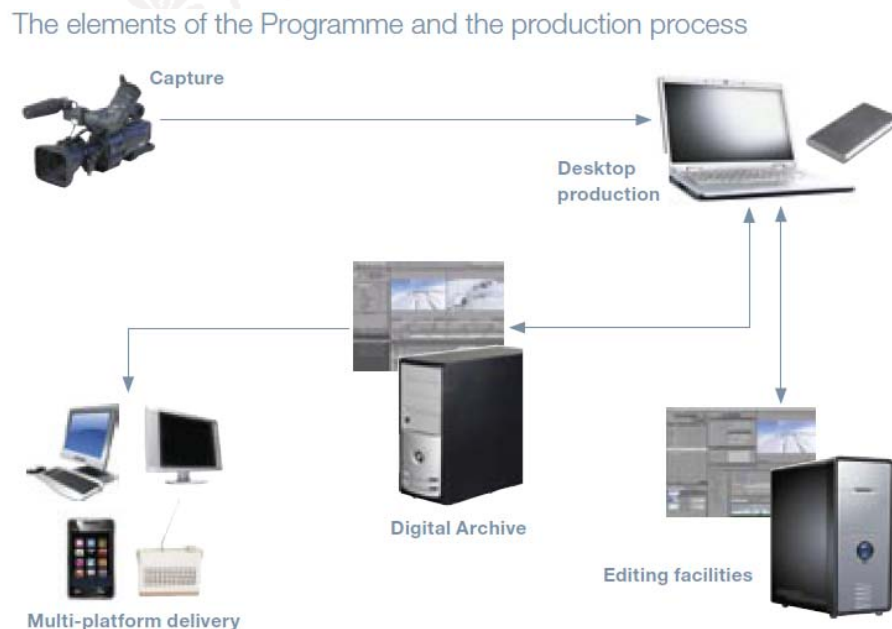 The elements of the Programme and the production process
Capture
Desktop
production
Digital Archive
Editing facilities
Multi-platform delivery